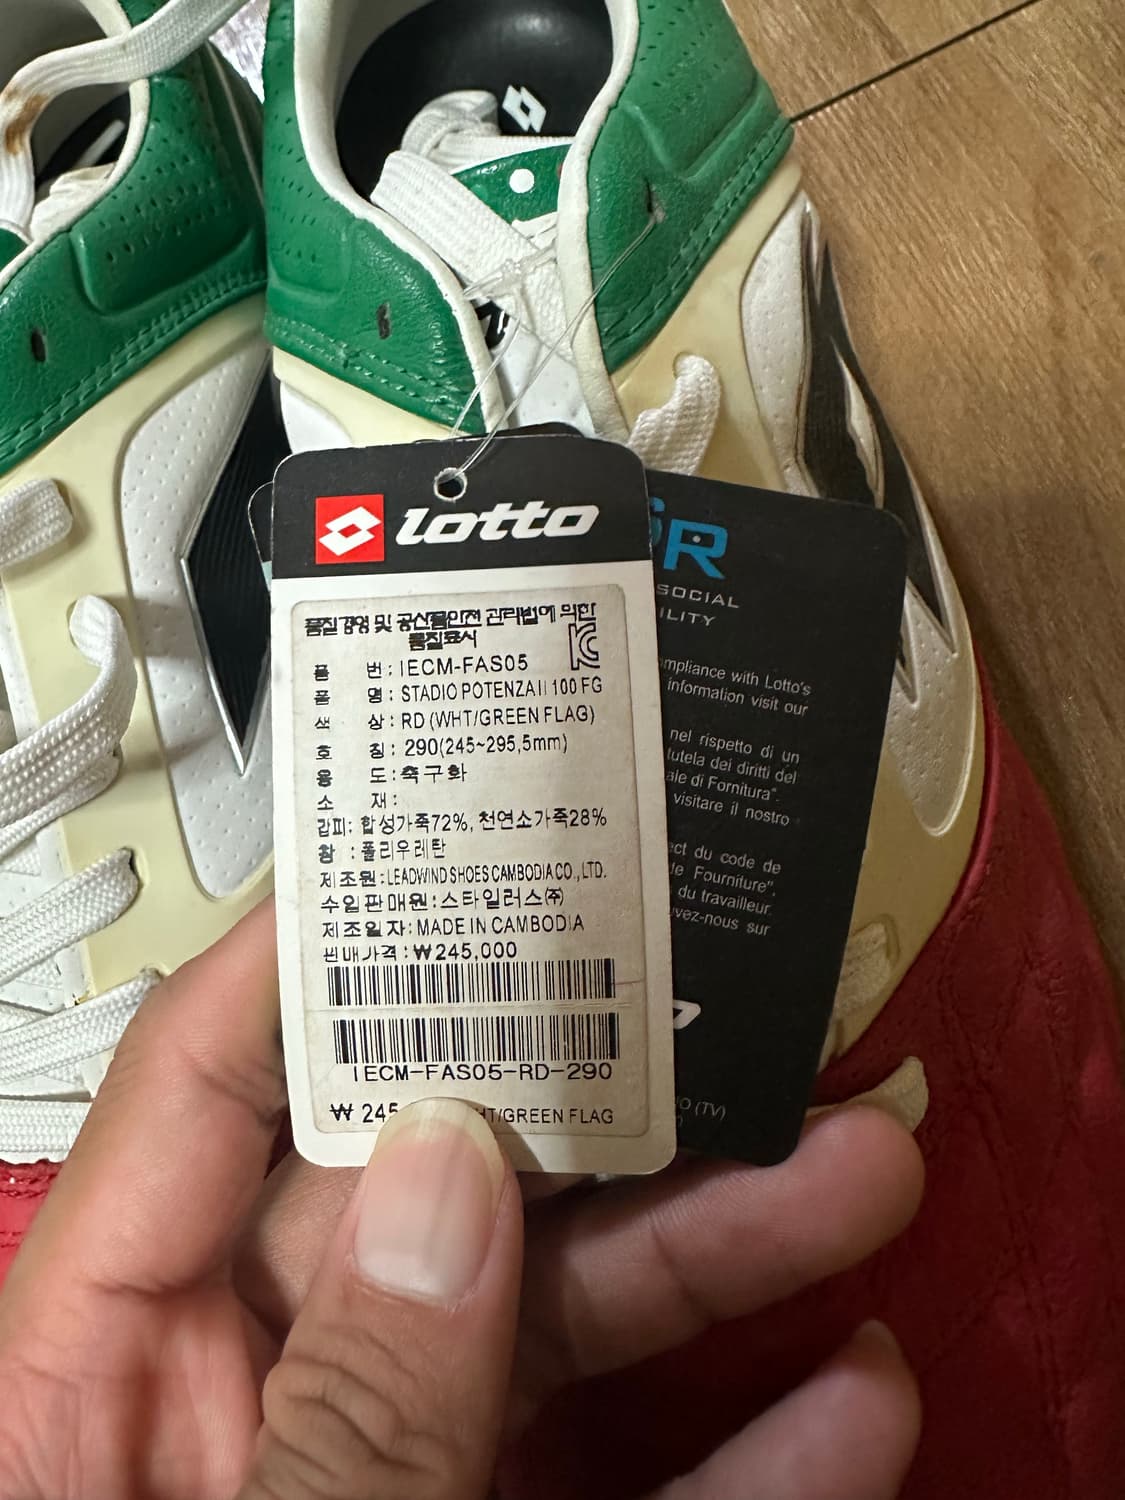 lotto
품질경영 및 공산품안전 관리법에 의한
품질표시
품 번 : IECM-FAS05
품 명 : STADIO POTENZA II 100 FG
색 상 : RD (WHT/GREEN FLAG)
호 칭 : 290(245~295,5mm)
용 도 : 축구화
소 재 :
갑피: 합성가죽72%, 천연소가죽28%
창 : 폴리우레탄
제조원:LEADWIND SHOES CAMBODIA CO., LTD.
수입판매원:스타일러스㈜
제조일자: MADE IN CAMBODIA
판매가격:₩245,000
IECM-FAS05-RD-290
₩ 245
HT/GREEN FLAG
SR
SOCIAL
ILITY
ompliance with Lotto's
information visit our
nel rispetto di un
tutela dei diritti del
ale di Fornitura".
visitare il nostro
ect du code de
de Fourniture",
du travailleur.
uvez-nous sur
IO (TV)